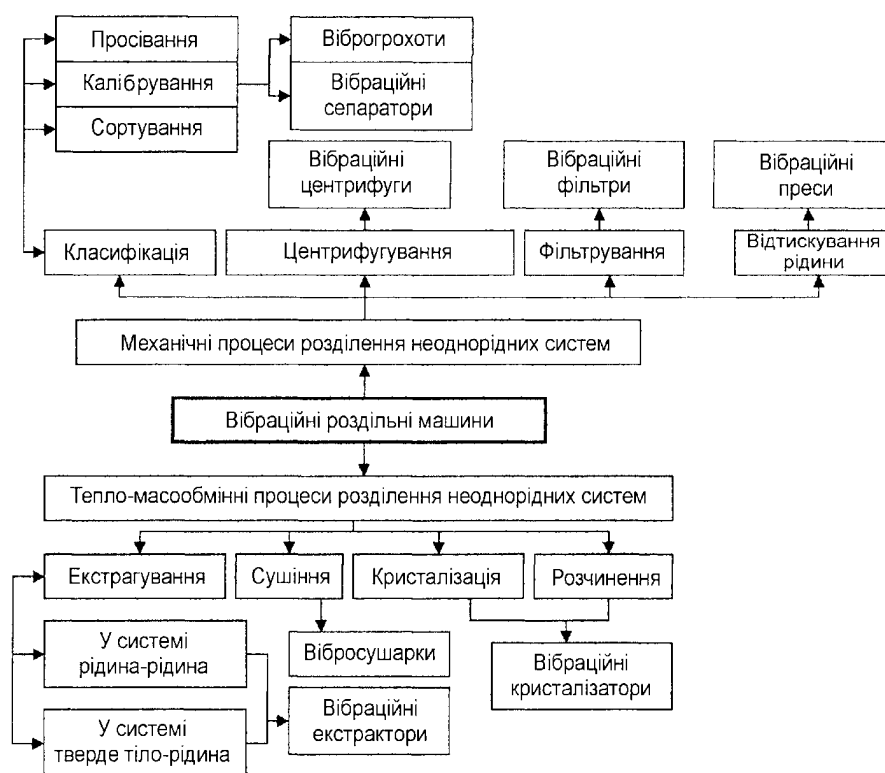 Просівання
Калібрування
Сортування
Віброгрохоти
Вібраційні
сепаратори
Вібраційні
центрифуги
Вібраційні
фільтри
Вібраційні
преси
Класифікація
Центрифугування
Фільтрування
Відтискування
рідини
Механічні процеси розділення неоднорідних систем
Вібраційні роздільні машини
Тепло-масообмінні процеси розділення неоднорідних систем
Екстрагування
Сушіння
Кристалізація
Розчинення
У системі
рідина-рідина
Вібросушарки
Вібраційні
кристалізатори
У системі
тверде тіло-рідина
Вібраційні
екстрактори